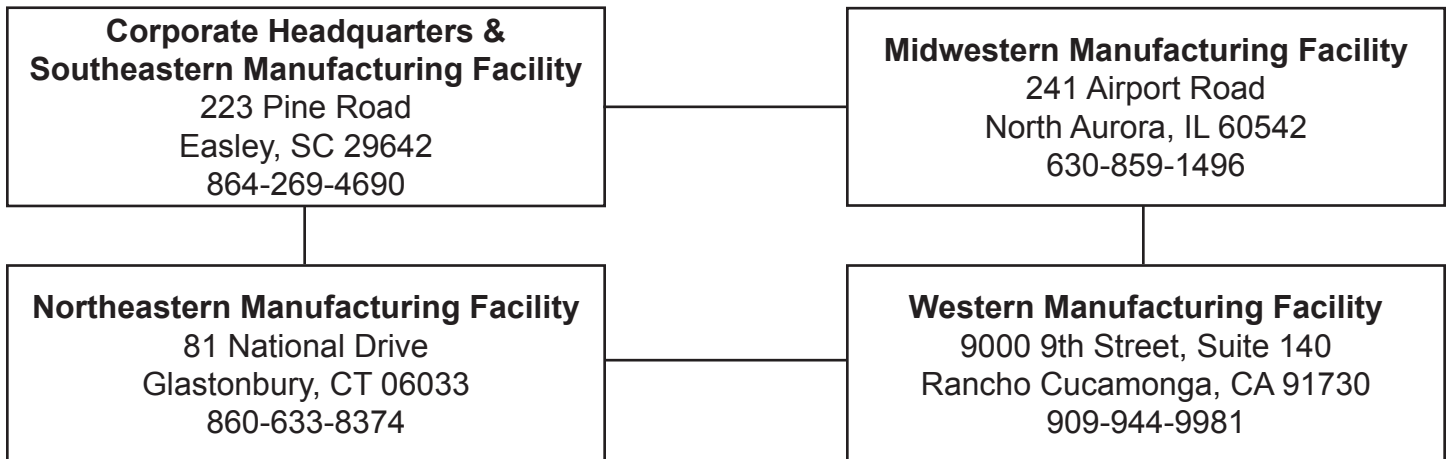 Corporate Headquarters &
Southeastern Manufacturing Facility
223 Pine Road
Easley, SC 29642
864-269-4690
Midwestern Manufacturing Facility
241 Airport Road
North Aurora, IL 60542
630-859-1496
Northeastern Manufacturing Facility
81 National Drive
Glastonbury, CT 06033
860-633-8374
Western Manufacturing Facility
9000 9th Street, Suite 140
Rancho Cucamonga, CA 91730
909-944-9981